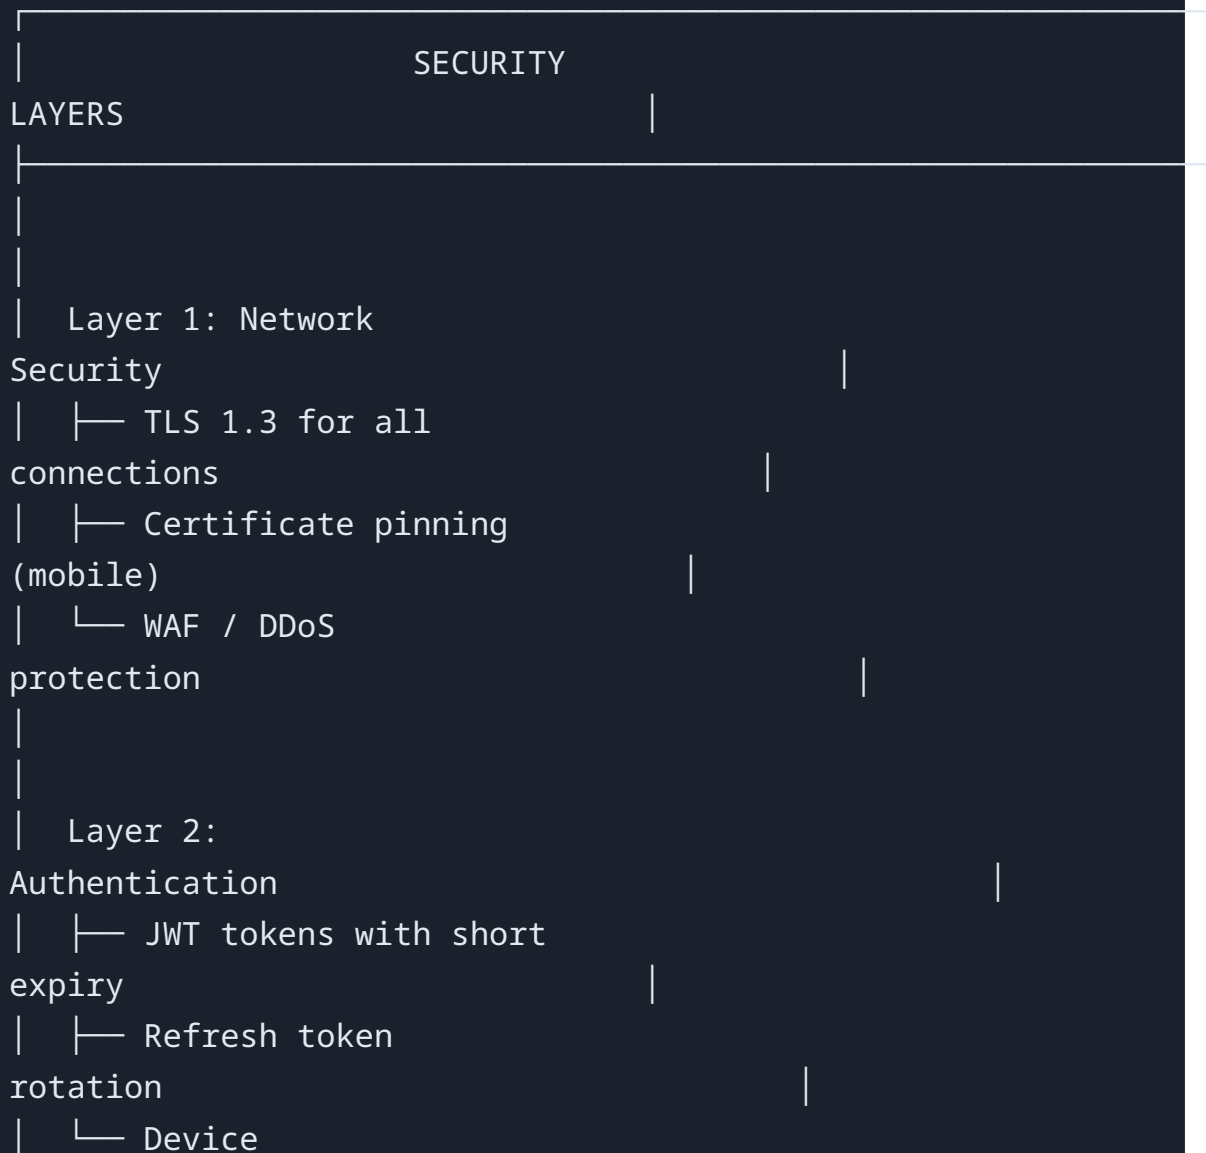 SECURITY
LAYERS │
│
│
│ Layer 1: Network
Security │
│ ├── TLS 1.3 for all
connections │
│ ├── Certificate pinning
(mobile) │
│ └── WAF / DDoS
protection │
│
│
│ Layer 2:
Authentication │
│ ├── JWT tokens with short
expiry │
│ ├── Refresh token
rotation │
│ └── Device